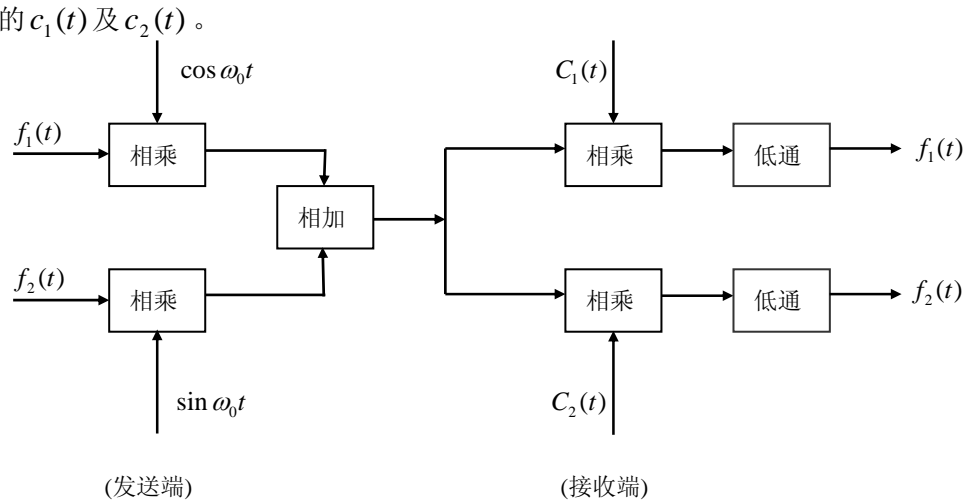 的 c₁(t) 及 c₂(t) 。
cos ω₀t
C₁(t)
f₁(t)
相乘
相乘
低通
f₁(t)
相加
f₂(t)
相乘
相乘
低通
f₂(t)
sin ω₀t
C₂(t)
(发送端)
(接收端)